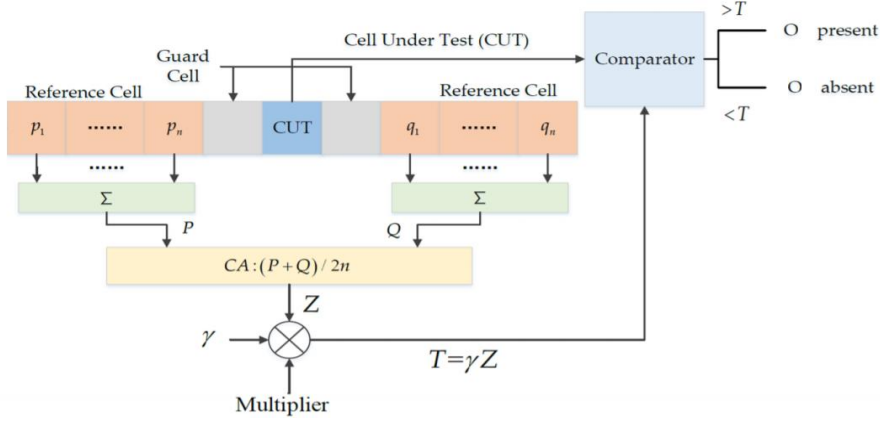 >T
Cell Under Test (CUT)
O present
Guard
Cell
Comparator
Reference Cell
Reference Cell
O absent
<T
p₁ ...... pₙ CUT q₁ ...... qₙ
...... ......
Σ Σ
P Q
CA:(P+Q)/2n
Z
γ
T=γZ
Multiplier